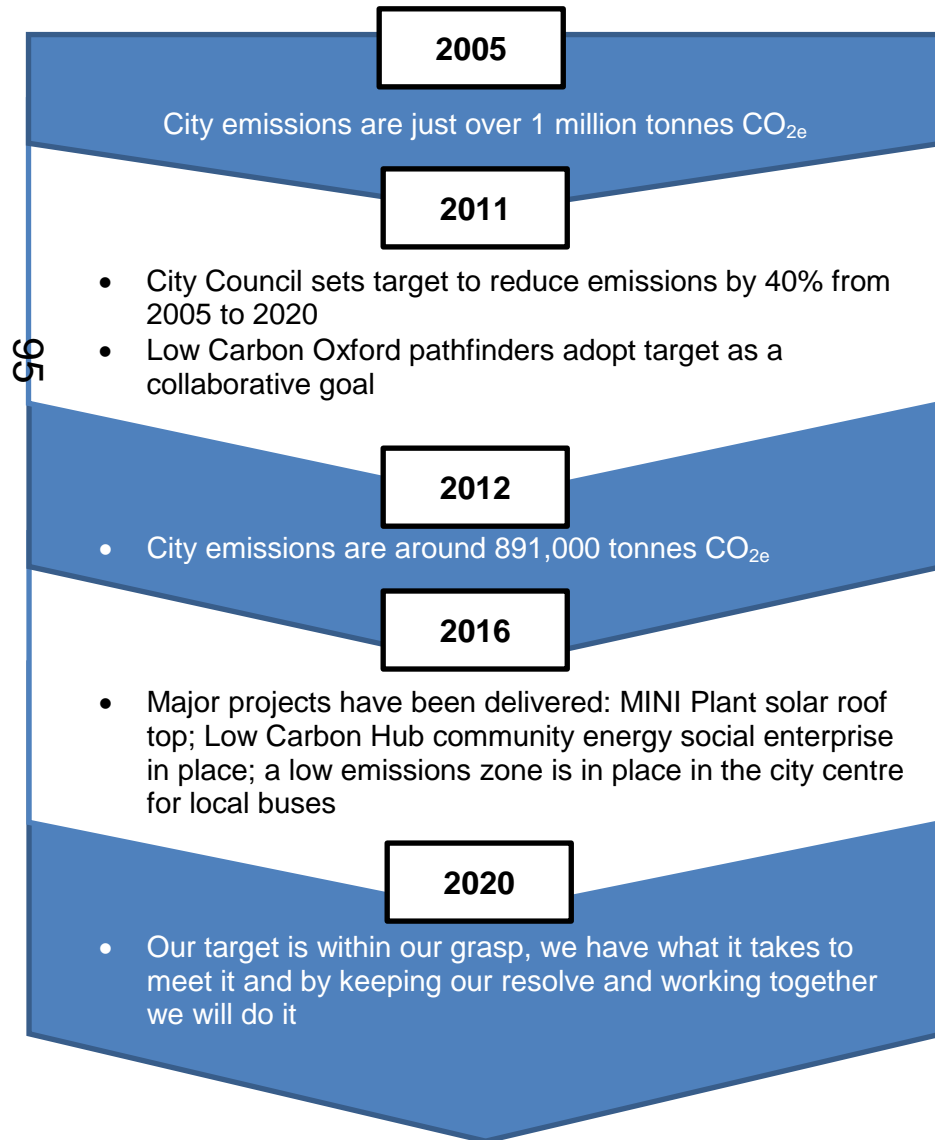 2005
City emissions are just over 1 million tonnes CO₂e
2011
• City Council sets target to reduce emissions by 40% from
2005 to 2020
• Low Carbon Oxford pathfinders adopt target as a
collaborative goal
95
2012
• City emissions are around 891,000 tonnes CO₂e
2016
• Major projects have been delivered: MINI Plant solar roof
top; Low Carbon Hub community energy social enterprise
in place; a low emissions zone is in place in the city centre
for local buses
2020
• Our target is within our grasp, we have what it takes to
meet it and by keeping our resolve and working together
we will do it